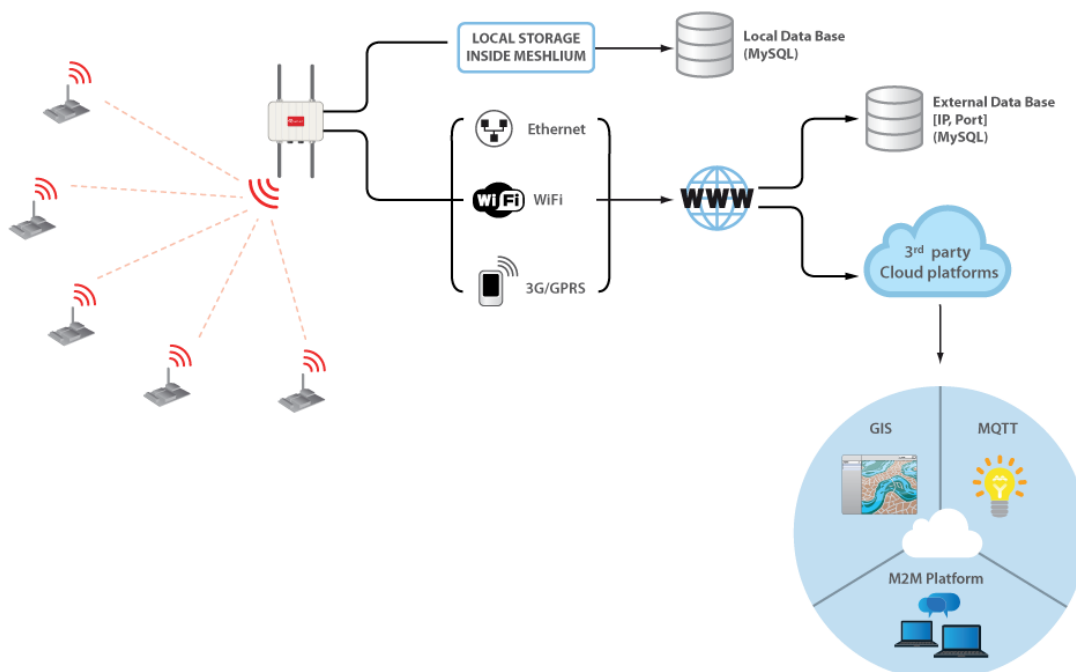 LOCAL STORAGE
INSIDE MESHLIUM
Local Data Base
(MySQL)
External Data Base
[IP, Port]
(MySQL)
Ethernet
WiFi
WiFi
3G/GPRS
WWW
3rd party
Cloud platforms
GIS
MQTT
M2M Platform